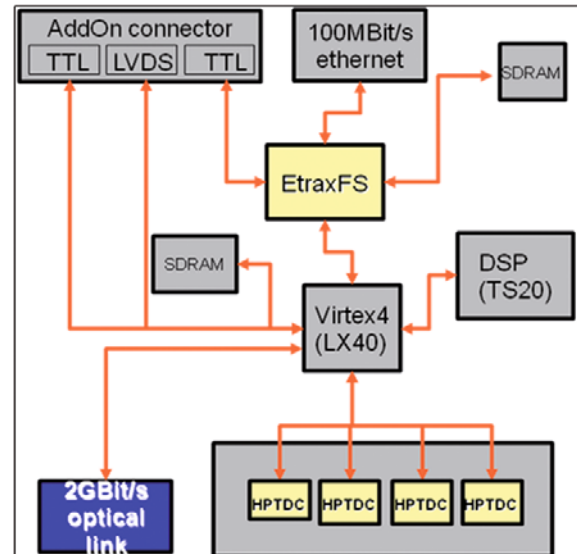 AddOn connector
TTL LVDS TTL
100MBit/s
ethernet
SDRAM
EtraxFS
SDRAM
DSP
(TS20)
Virtex4
(LX40)
2GBit/s
optical
link
HPTDC HPTDC HPTDC HPTDC